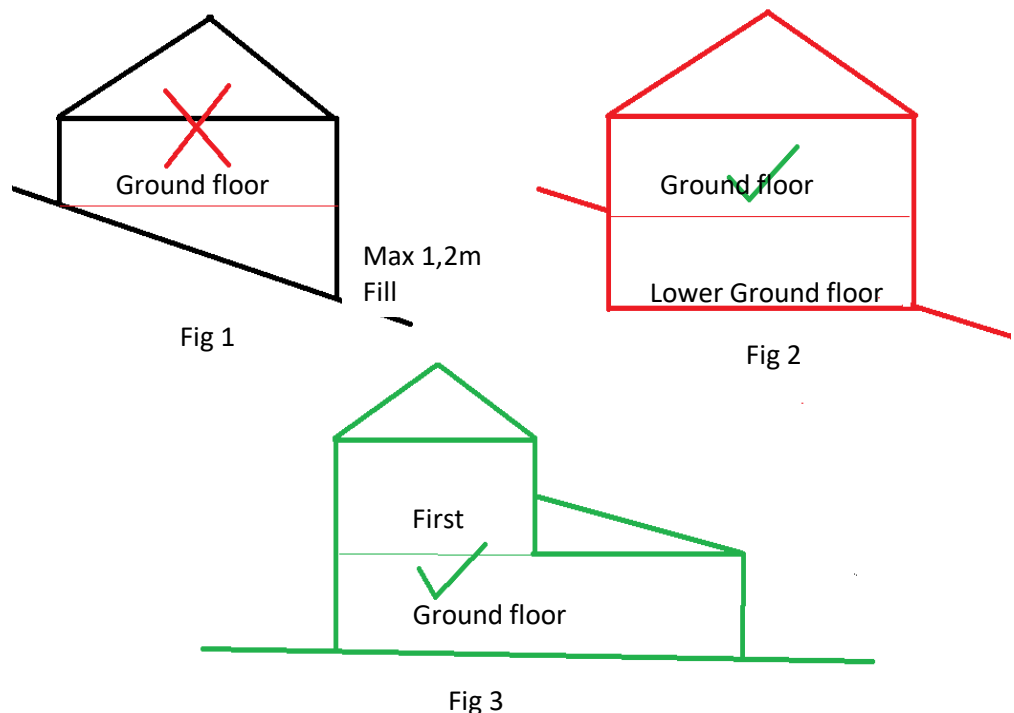 Ground floor
Max 1,2m
Fill
Fig 1
Ground floor
Lower Ground floor
Fig 2
First
Ground floor
Fig 3